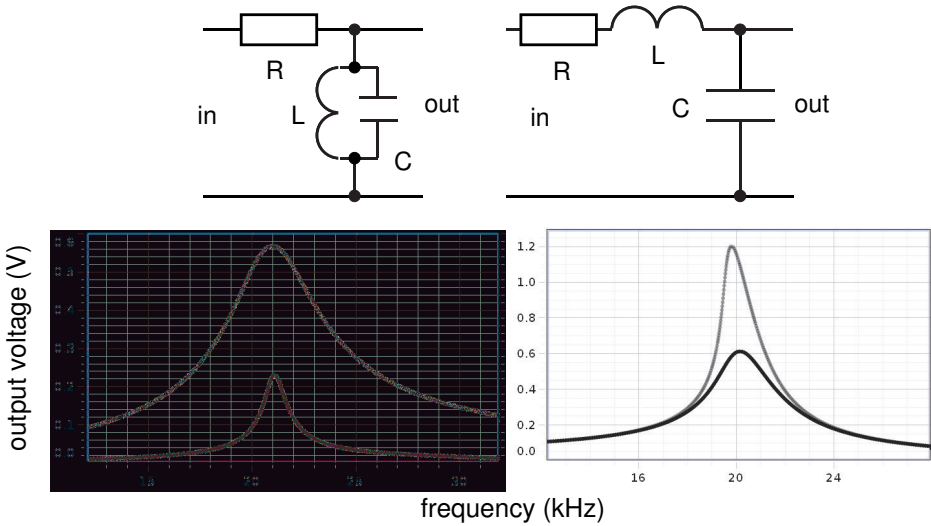 R
L
in
L
out
C
R
L
in
C
out
output voltage (V)
1.2
1.0
0.8
0.6
0.4
0.2
0.0
16
20
24
frequency (kHz)